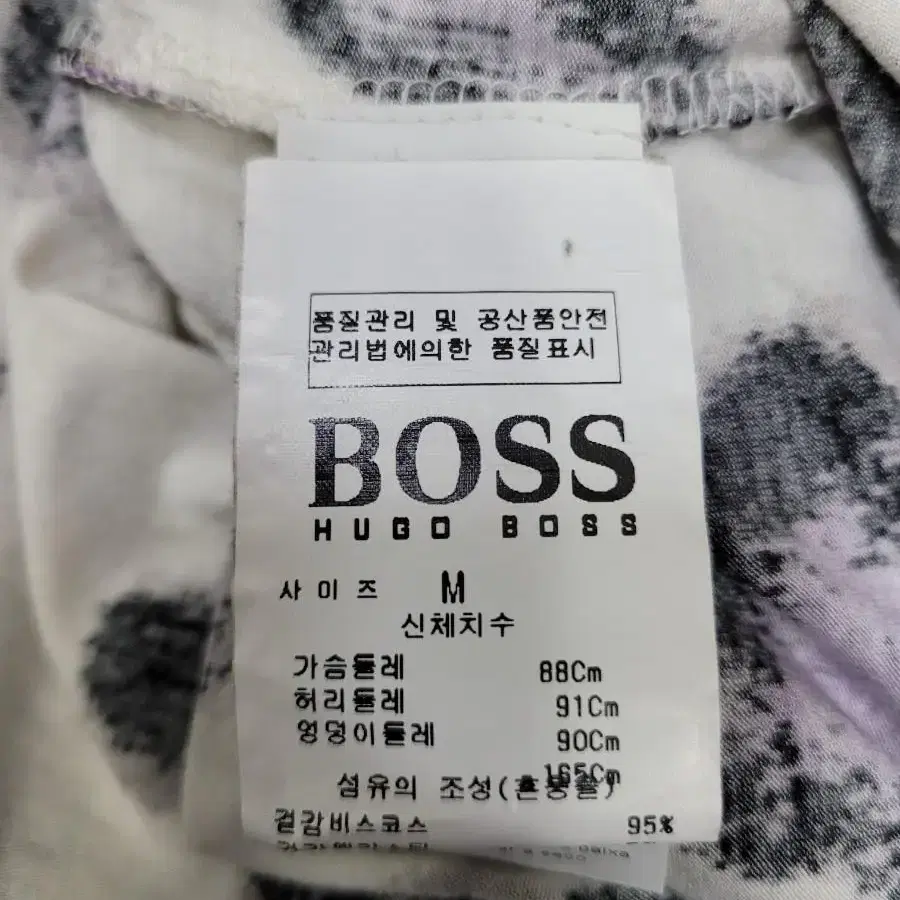 품질관리 및 공산품안전
관리법에의한 품질표시
BOSS
HUGO BOSS
사이즈 M
신체치수
가슴둘레 88Cm
허리둘레 91Cm
엉덩이둘레 90Cm
165Cm
섬유의 조성(혼용율)
겉감비스코스 95%